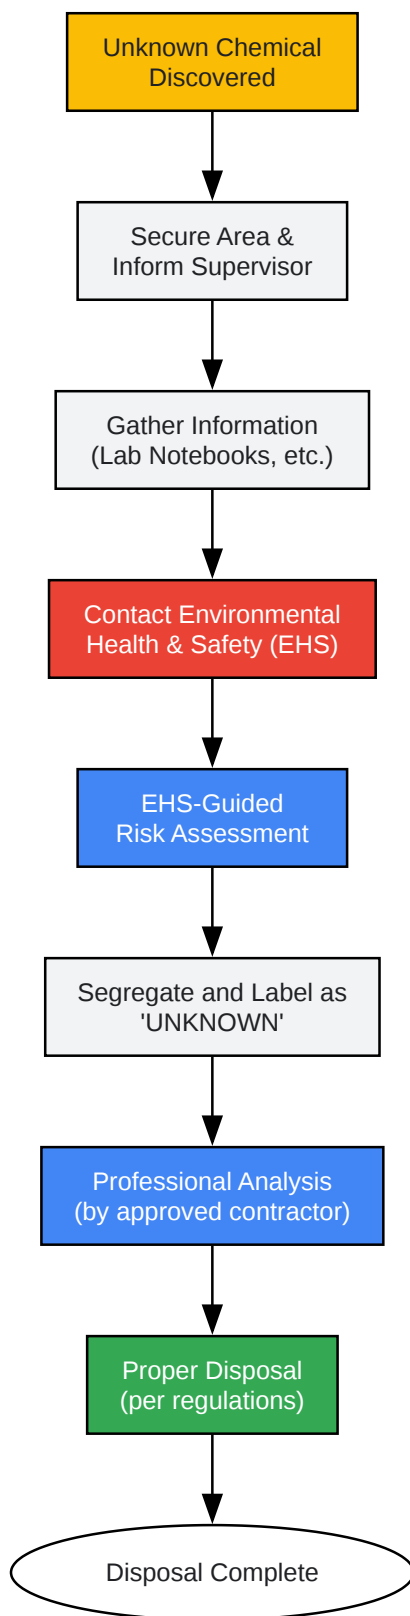 Unknown Chemical
Discovered
Secure Area &
Inform Supervisor
Gather Information
(Lab Notebooks, etc.)
Contact Environmental
Health & Safety (EHS)
EHS-Guided
Risk Assessment
Segregate and Label as
'UNKNOWN'
Professional Analysis
(by approved contractor)
Proper Disposal
(per regulations)
Disposal Complete